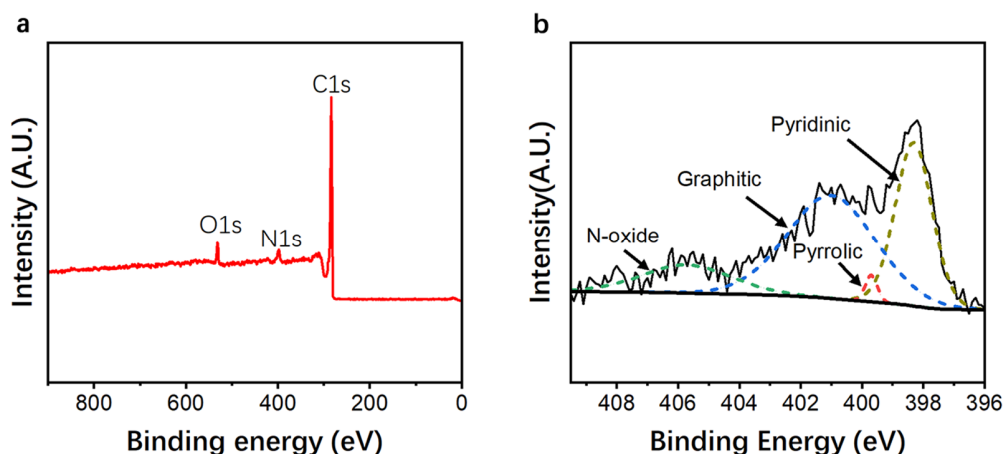 a
C1s
O1s
N1s
Intensity (A.U.)
800
600
400
200
0
Binding energy (eV)
b
Pyridinic
Graphitic
N-oxide
Pyrrolic
Intensity(A.U.)
408
406
404
402
400
398
396
Binding Energy (eV)